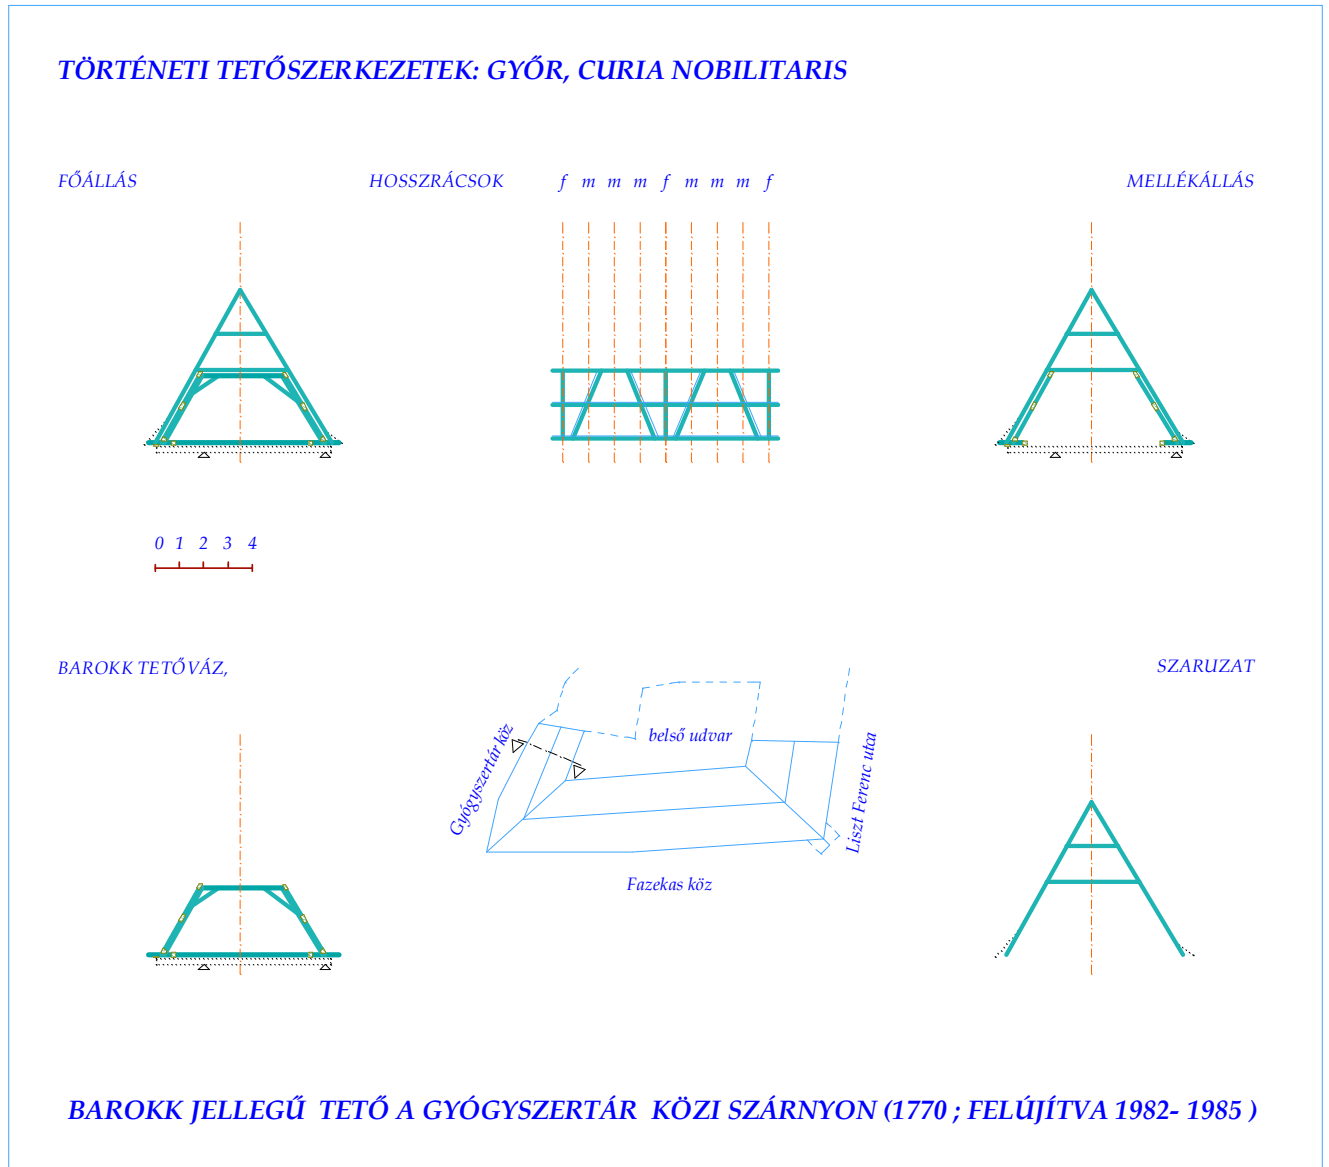 TÖRTÉNETI TETŐSZERKEZETEK: GYŐR, CURIA NOBILITARIS
FŐÁLLÁS
HOSSZRÁCSOK
f m m m f m m m f
MELLÉKÁLLÁS
0 1 2 3 4
BAROKK TETŐVÁZ,
SZARUZAT
belső udvar
Gyógyszertár köz
Liszt Ferenc utca
Fazekas köz
BAROKK JELLEGŰ TETŐ A GYÓGYSZERTÁR KÖZI SZÁRNYON (1770 ; FELÚJÍTVA 1982- 1985 )